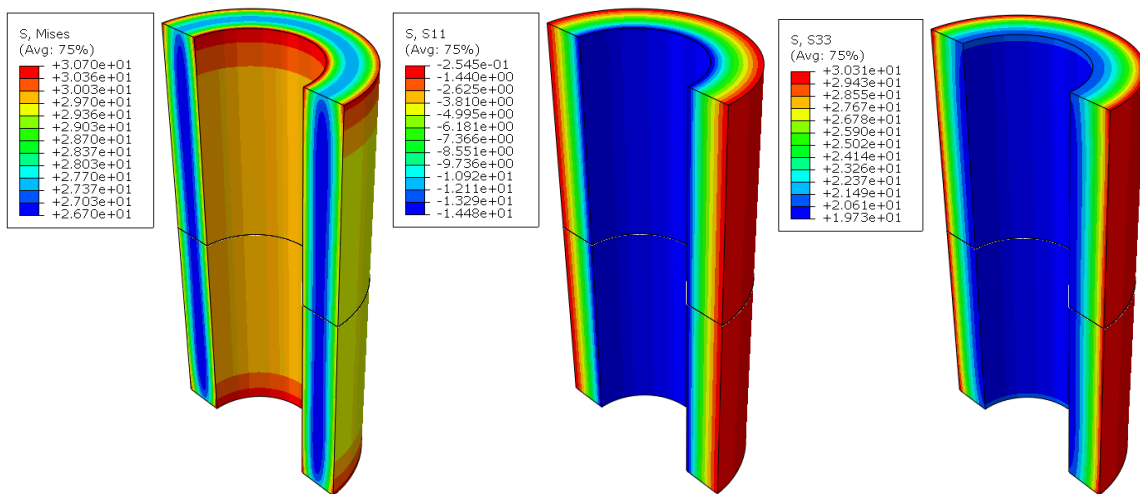 S, Mises
(Avg: 75%)
+3.070e+01
+3.036e+01
+3.003e+01
+2.970e+01
+2.936e+01
+2.903e+01
+2.870e+01
+2.837e+01
+2.803e+01
+2.770e+01
+2.737e+01
+2.703e+01
+2.670e+01
S, S11
(Avg: 75%)
-2.545e-01
-1.440e+00
-2.625e+00
-3.810e+00
-4.995e+00
-6.181e+00
-7.366e+00
-8.551e+00
-9.736e+00
-1.092e+01
-1.211e+01
-1.329e+01
-1.448e+01
S, S33
(Avg: 75%)
+3.031e+01
+2.943e+01
+2.855e+01
+2.767e+01
+2.678e+01
+2.590e+01
+2.502e+01
+2.414e+01
+2.326e+01
+2.237e+01
+2.149e+01
+2.061e+01
+1.973e+01